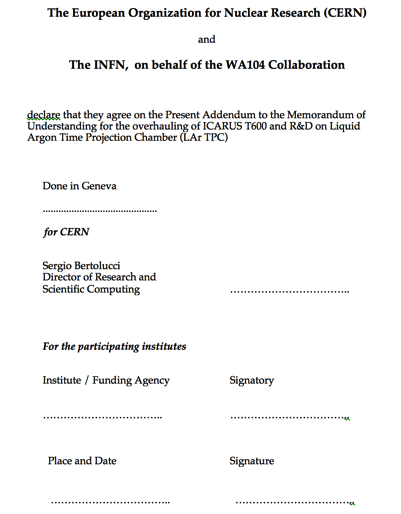 The European Organization for Nuclear Research (CERN)
and
The INFN, on behalf of the WA104 Collaboration
declare that they agree on the Present Addendum to the Memorandum of
Understanding for the overhauling of ICARUS T600 and R&D on Liquid
Argon Time Projection Chamber (LAr TPC)
Done in Geneva
.............................................
for CERN
Sergio Bertolucci
Director of Research and
Scientific Computing …………………………….
For the participating institutes
Institute / Funding Agency Signatory
…………………………….. ……………………………..
Place and Date Signature
…………………………….. ……………………………..